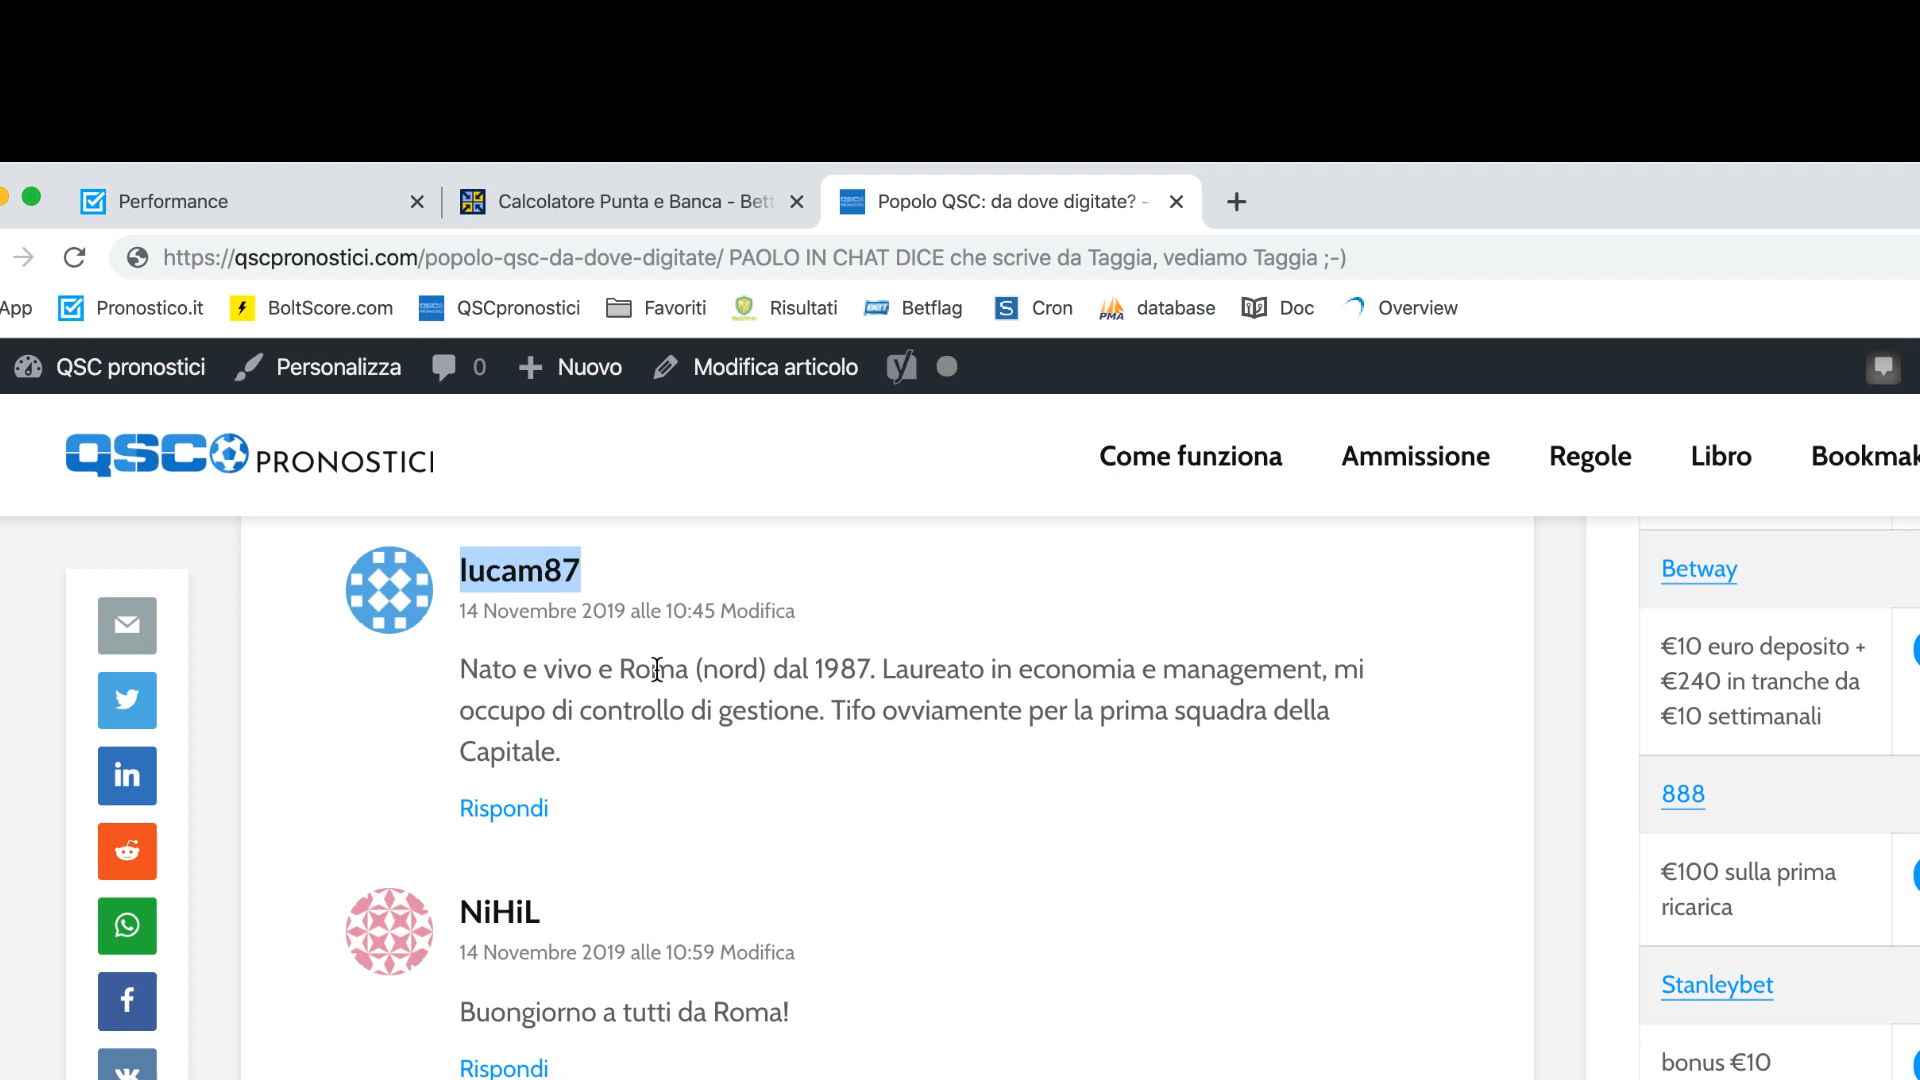 Performance
Calcolatore Punta e Banca - Bett
Popolo QSC: da dove digitate? -
https://qscpronostici.com/popolo-qsc-da-dove-digitate/ PAOLO IN CHAT DICE che scrive da Taggia, vediamo Taggia ;-)
App Pronostico.it BoltScore.com QSCpronostici Favoriti Risultati Betflag Cron database Doc Overview
QSC pronostici Personalizza 0 Nuovo Modifica articolo
QSC PRONOSTICI
Come funziona Ammissione Regole Libro Bookmak
lucam87
14 Novembre 2019 alle 10:45 Modifica
Nato e vivo e Roma (nord) dal 1987. Laureato in economia e management, mi
occupo di controllo di gestione. Tifo ovviamente per la prima squadra della
Capitale.
Rispondi
NiHiL
14 Novembre 2019 alle 10:59 Modifica
Buongiorno a tutti da Roma!
Rispondi
Betway
€10 euro deposito +
€240 in tranche da
€10 settimanali
888
€100 sulla prima
ricarica
Stanleybet
bonus €10